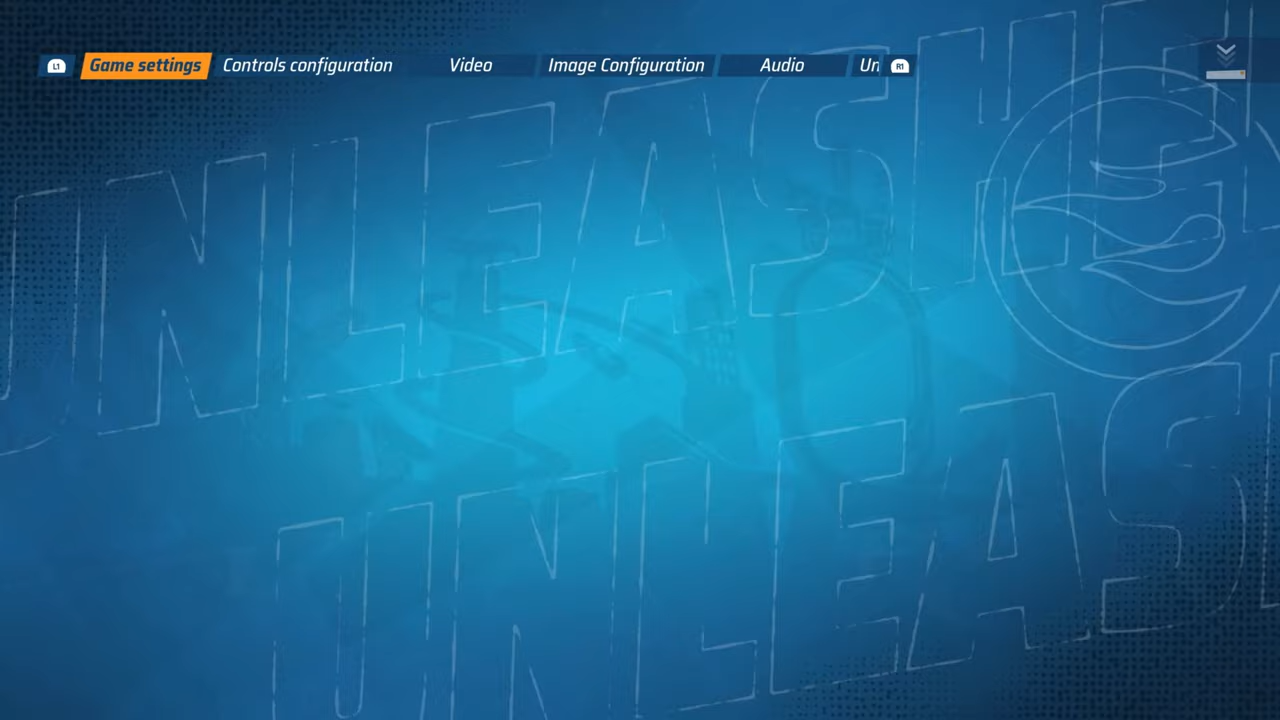 L1 Game settings Controls configuration Video Image Configuration Audio Un R1
UNLEASHED
UNLEAS